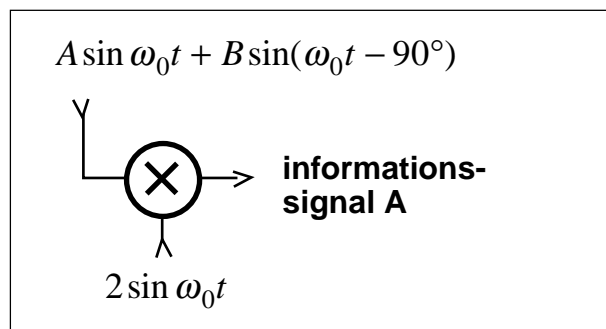 A sin ω₀t + B sin(ω₀t − 90°)
informations-
signal A
2 sin ω₀t